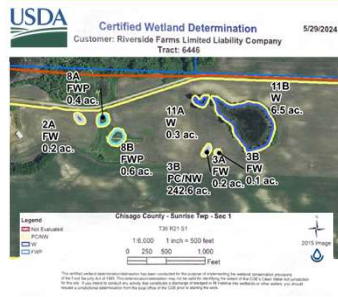 USDA
Certified Wetland Determination
5/29/2024
Customer: Riverside Farms Limited Liability Company
Tract: 6446
8A
FWP
0.4 ac.
11B
W
6.5 ac.
11A
W
0.3 ac.
2A
FW
0.2 ac.
8B
FWP
0.6 ac.
3B
PC/NW
242.6 ac.
3A
FW
0.2 ac.
3B
FW
0.1 ac.
Chisago County - Sunrise Twp - Sec 1
Legend
Not Evaluated
PC/NW
W
FWP
1:6,000 1 inch = 500 feet
0 250 500 1,000
Feet
2015 Image